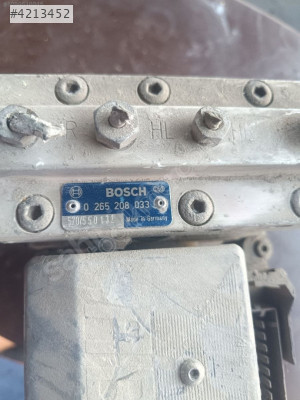 #4213452
R HL
BOSCH
0 265 208 033
Made in Germany